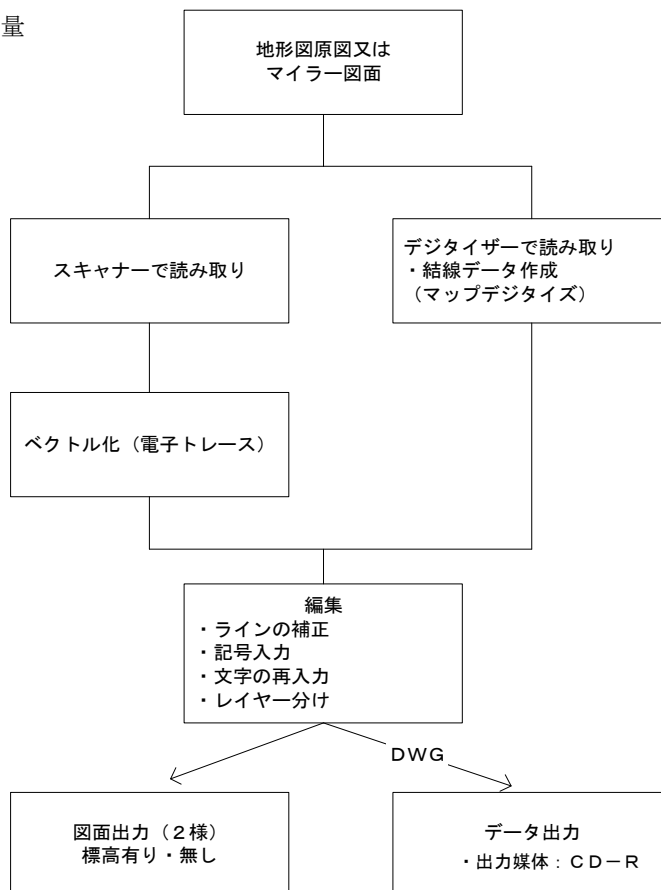 量
地形図原図又は
マイラー図面
スキャナーで読み取り
デジタイザーで読み取り
・結線データ作成
（マップデジタイズ）
ベクトル化（電子トレース）
編集
・ラインの補正
・記号入力
・文字の再入力
・レイヤー分け
ＤＷＧ
図面出力（２様）
標高有り・無し
データ出力
・出力媒体：ＣＤ－Ｒ